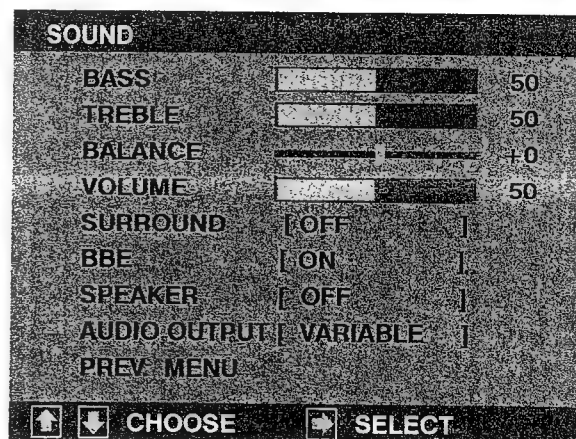 SOUND
BASS 50
TREBLE 50
BALANCE +0
VOLUME 50
SURROUND [ OFF ]
BBE [ ON ]
SPEAKER [ OFF ]
AUDIO OUTPUT [ VARIABLE ]
PREV. MENU
CHOOSE SELECT